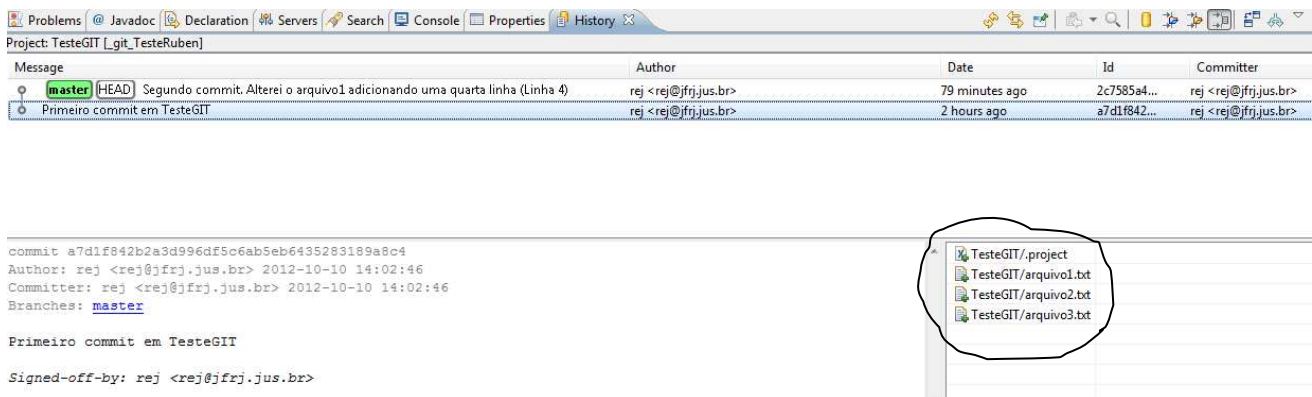 Problems @ Javadoc Declaration Servers Search Console Properties History
Project: TesteGIT [_git_TesteRuben]
Message Author Date Id Committer
master HEAD Segundo commit. Alterei o arquivo1 adicionando uma quarta linha (Linha 4) rej <rej@jfrj.jus.br> 79 minutes ago 2c7585a4... rej <rej@jfrj.jus.br>
Primeiro commit em TesteGIT rej <rej@jfrj.jus.br> 2 hours ago a7d1f842... rej <rej@jfrj.jus.br>
commit a7d1f842b2a3d996df5c6ab5eb6435283189a8c4
Author: rej <rej@jfrj.jus.br> 2012-10-10 14:02:46
Committer: rej <rej@jfrj.jus.br> 2012-10-10 14:02:46
Branches: master
Primeiro commit em TesteGIT
Signed-off-by: rej <rej@jfrj.jus.br>
TesteGIT/.project
TesteGIT/arquivo1.txt
TesteGIT/arquivo2.txt
TesteGIT/arquivo3.txt